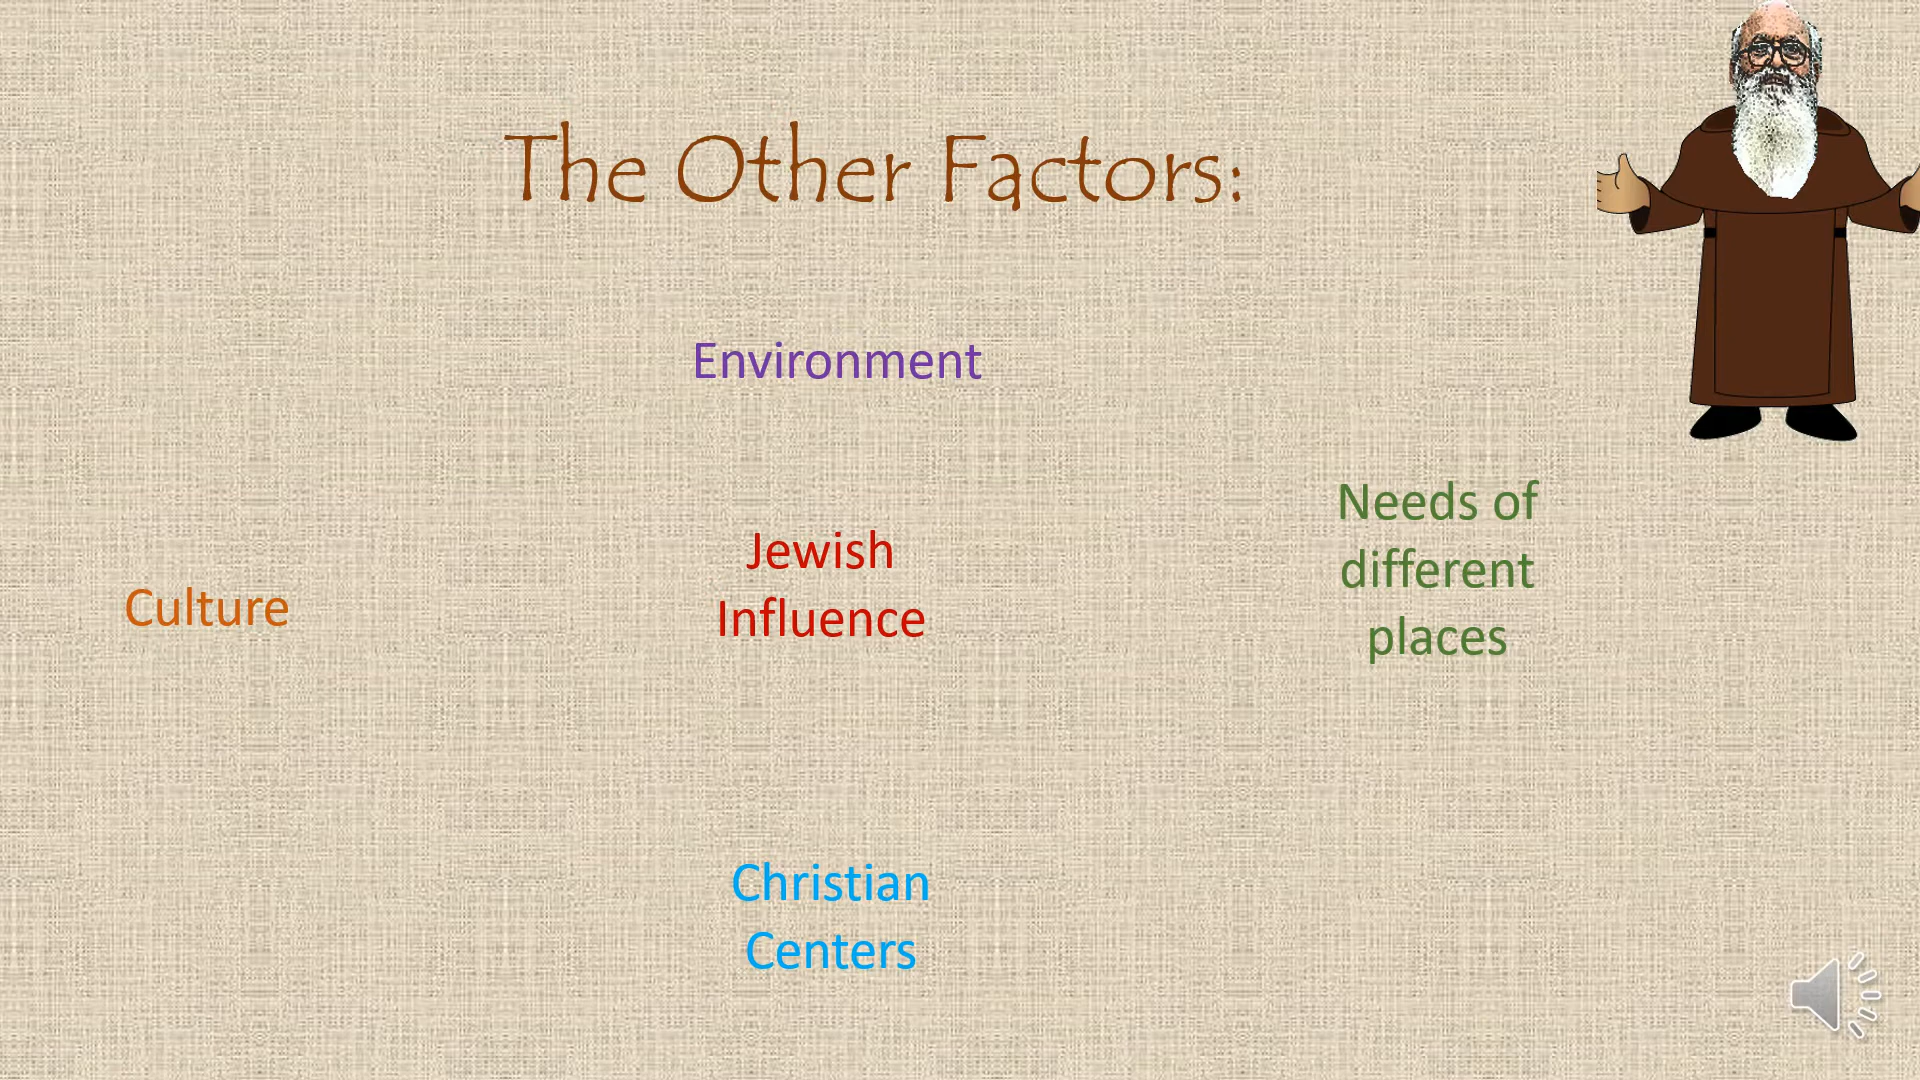 The Other Factors:
Environment
Needs of
different
places
Jewish
Influence
Culture
Christian
Centers